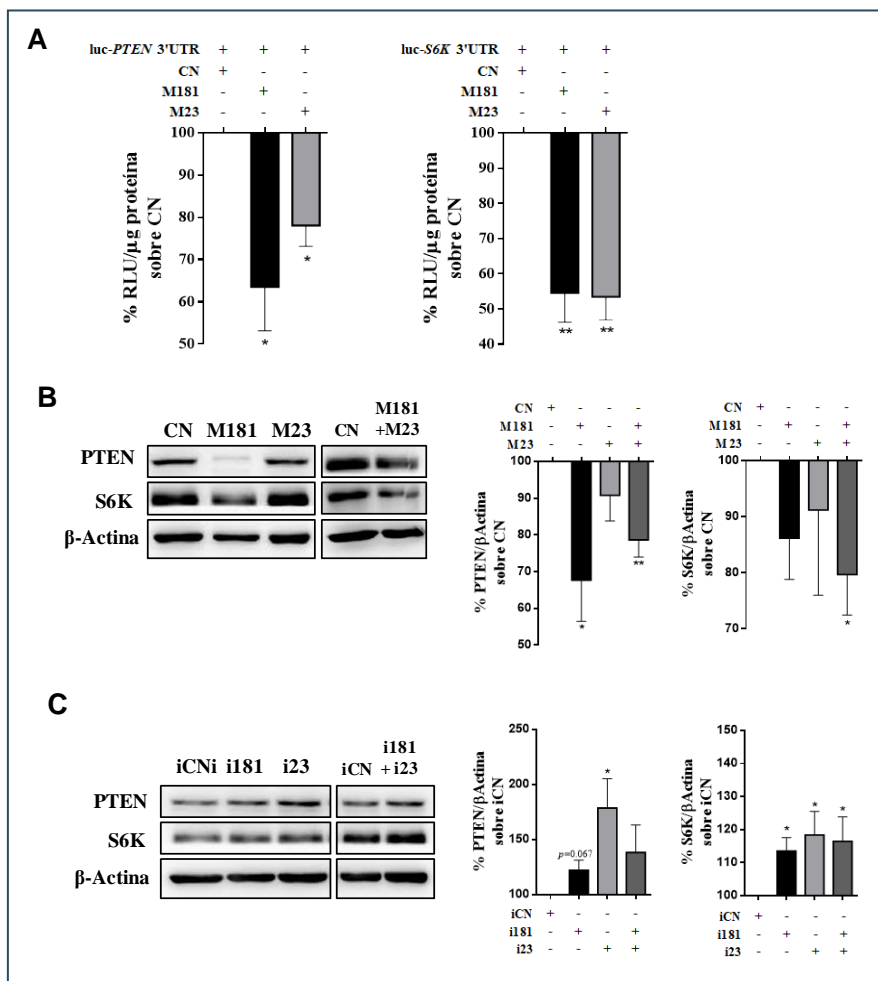 A
luc-PTEN 3'UTR + + +
CN + - -
M181 - + -
M23 - - +
% RLU/µg proteína
sobre CN
100
90
80
70
60
50
*
*
luc-S6K 3'UTR + + +
CN + - -
M181 - + -
M23 - - +
% RLU/µg proteína
sobre CN
100
90
80
70
60
50
40
**
**
B
CN M181 M23
CN M181
+M23
PTEN
S6K
β-Actina
CN + - - -
M181 - + - +
M23 - - + +
% PTEN/βActina
sobre CN
100
90
80
70
60
50
*
**
CN + - - -
M181 - + - +
M23 - - + +
% S6K/βActina
sobre CN
100
90
80
70
*
C
iCNi i181 i23
iCN i181
+ i23
PTEN
S6K
β-Actina
% PTEN/βActina
sobre iCN
250
200
150
100
p=0.067
*
iCN + - - -
i181 - + - +
i23 - - + +
% S6K/βActina
sobre iCN
150
140
130
120
110
100
*
*
*
iCN + - - -
i181 - + - +
i23 - - + +